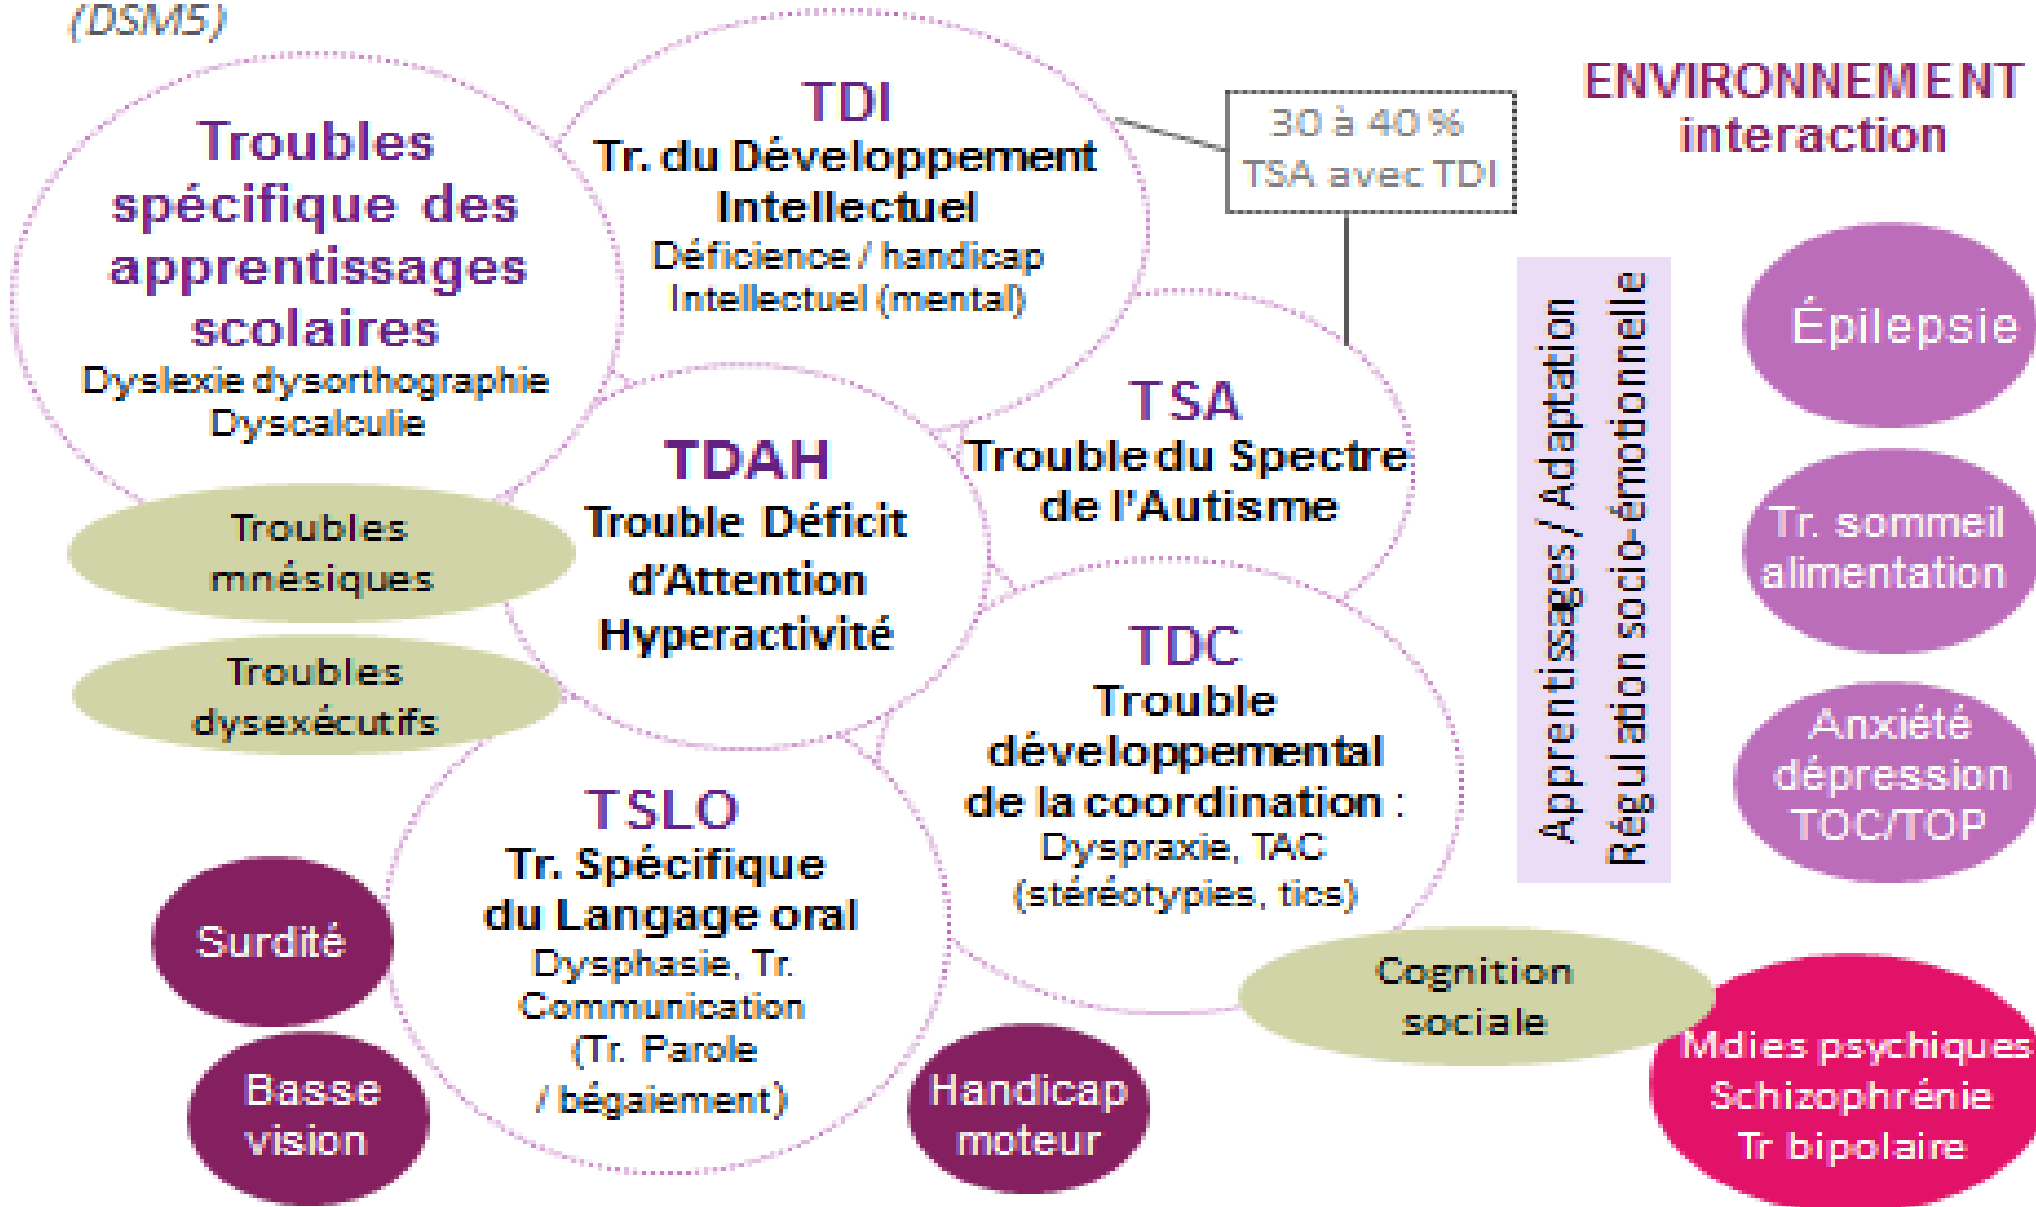 (DSM5)
Troubles
spécifique des
apprentissages
scolaires
Dyslexie dysorthographie
Dyscalculie
TDI
Tr. du Développement
Intellectuel
Déficience / handicap
Intellectuel (mental)
30 à 40 %
TSA avec TDI
ENVIRONNEMENT
interaction
TDAH
Trouble Déficit
d'Attention
Hyperactivité
TSA
Trouble du Spectre
de l'Autisme
Troubles
mnésiques
Troubles
dysexécutifs
TDC
Trouble
développemental
de la coordination :
Dyspraxie, TAC
(stéréotypies, tics)
TSLO
Tr. Spécifique
du Langage oral
Dysphasie, Tr.
Communication
(Tr. Parole
/ bégaiement)
Surdité
Basse
vision
Handicap
moteur
Cognition
sociale
Apprentissages / Adaptation
Régulation socio-émotionnelle
Épilepsie
Tr. sommeil
alimentation
Anxiété
dépression
TOC/TOP
Mdies psychiques
Schizophrénie
Tr bipolaire